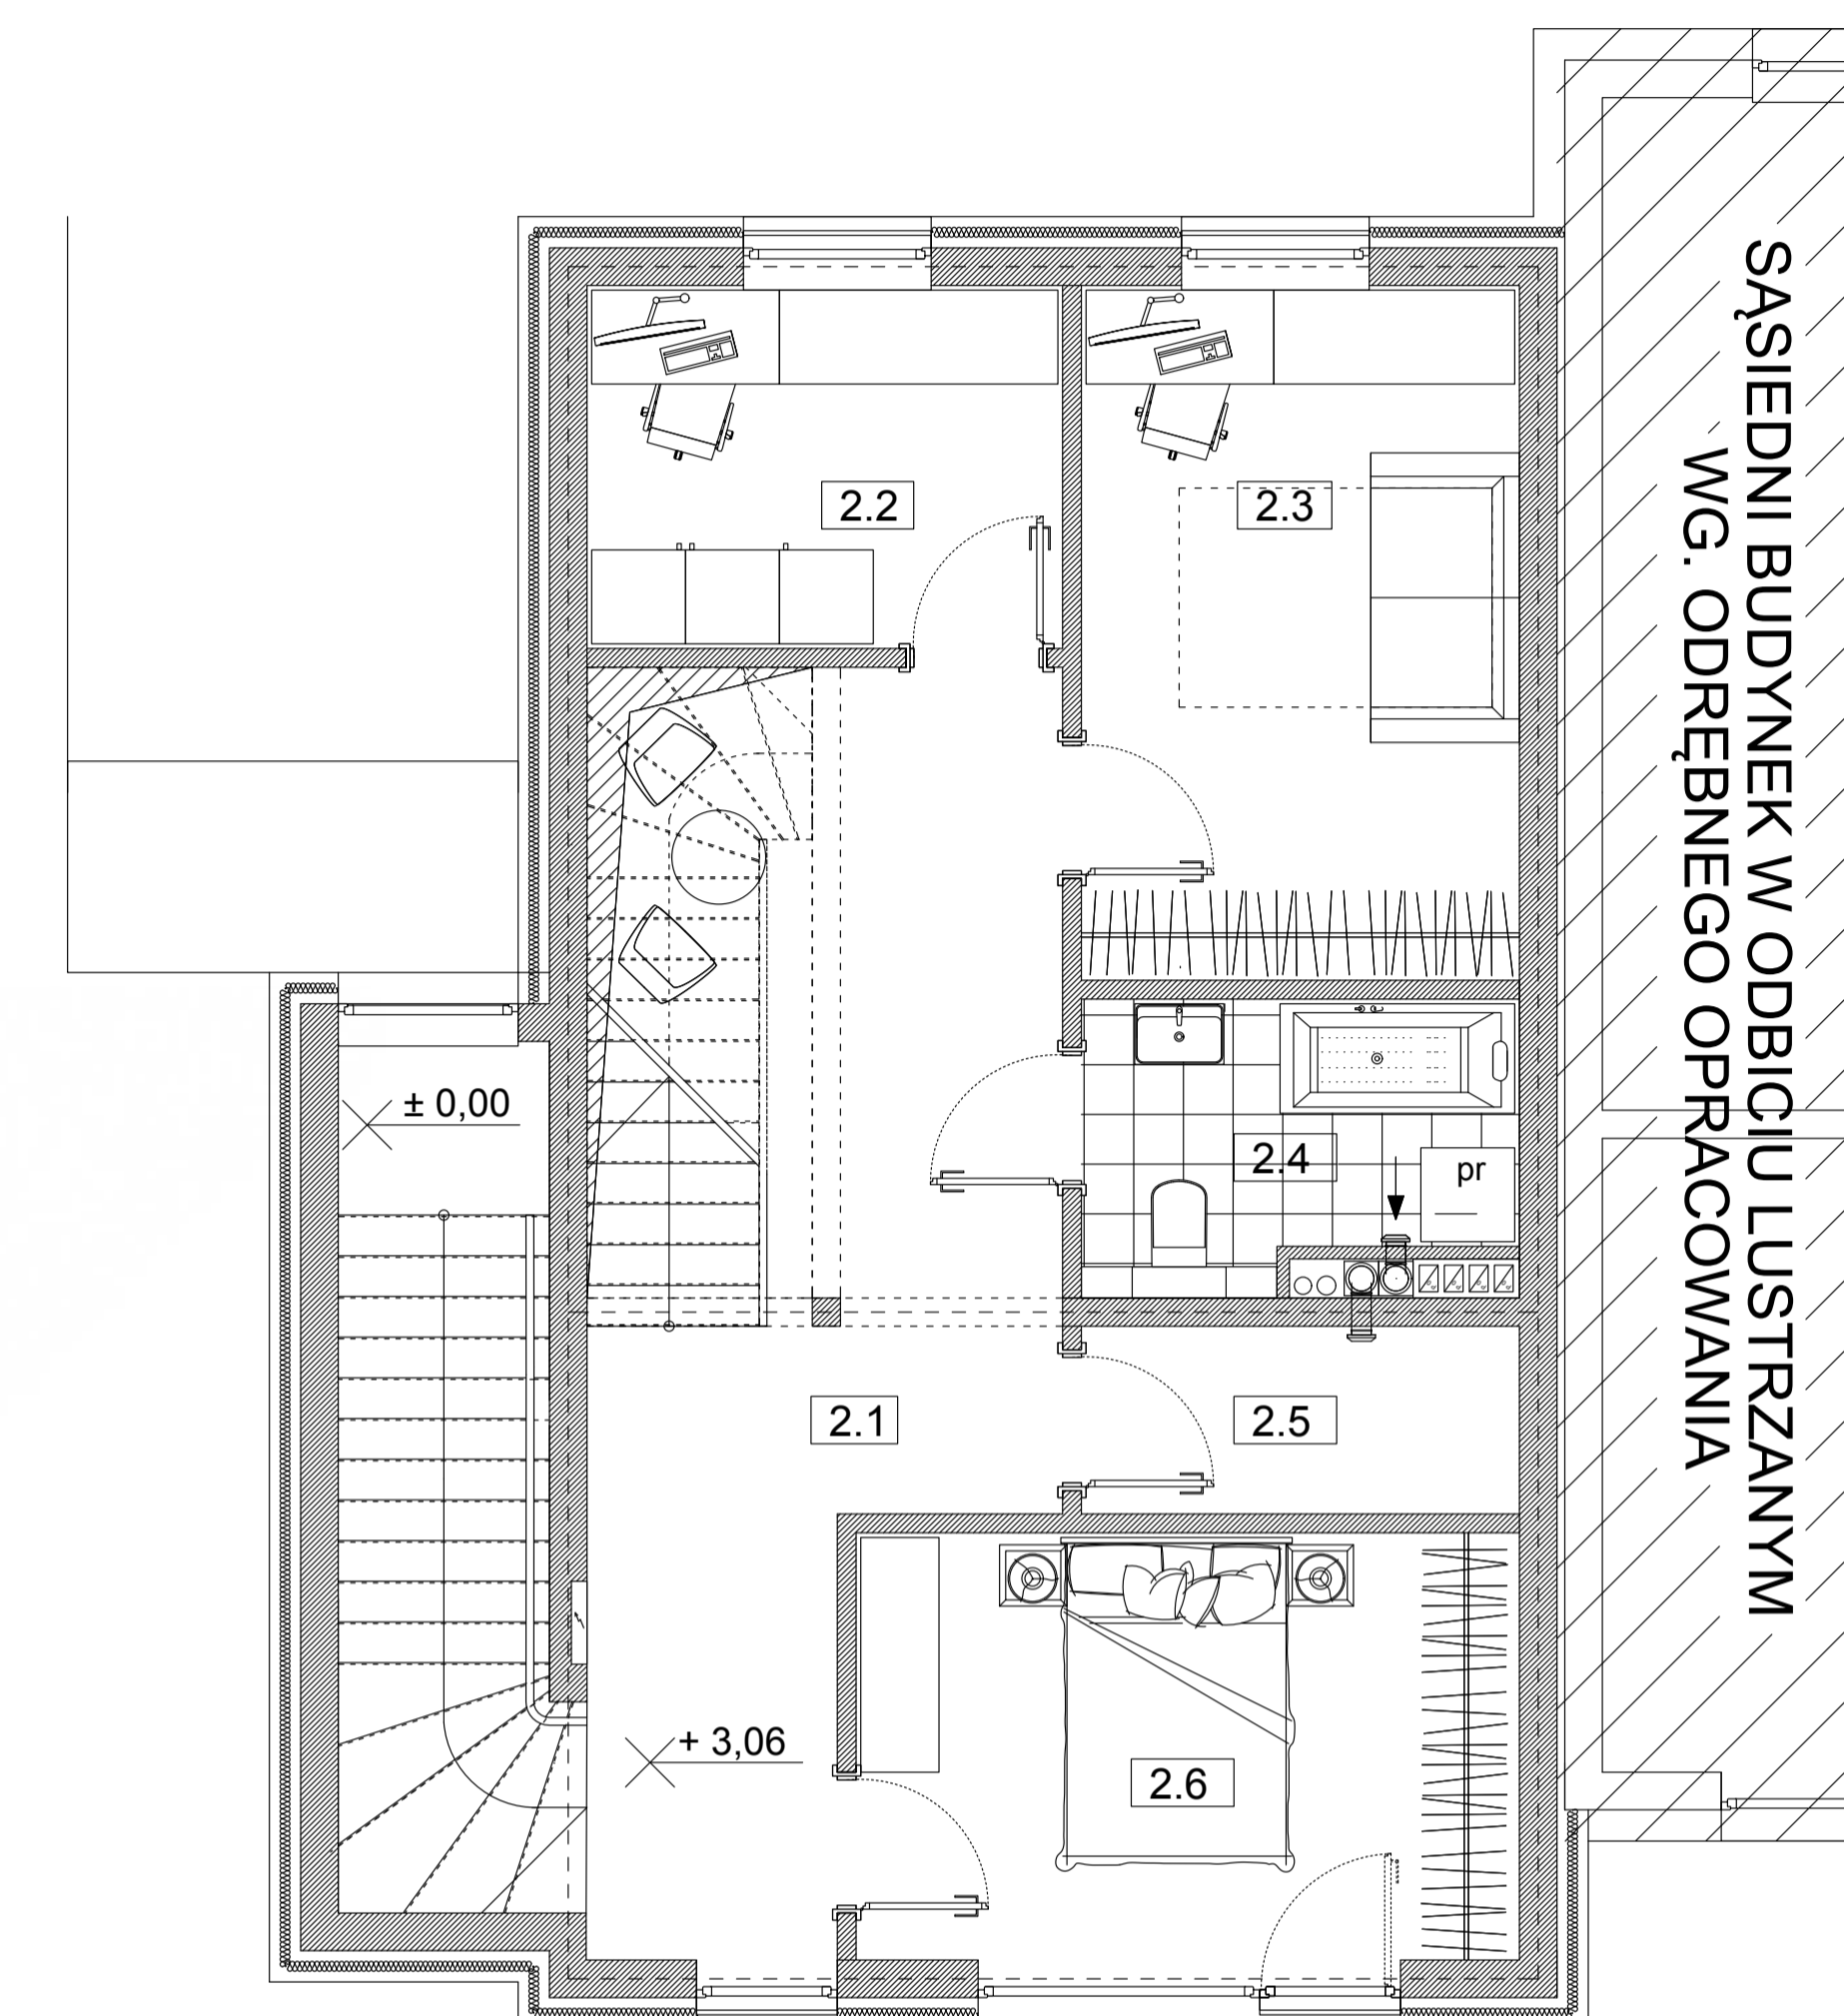 SĄSIEDNI BUDYNEK W ODBICIU LUSTRZANYM
WG. ODRĘBNEGO OPRACOWANIA
2.2
2.3
± 0,00
2.4
pr
2.1
2.5
+ 3,06
2.6